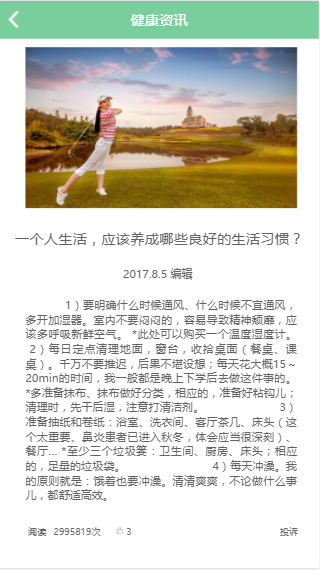 健康资讯
一个人生活，应该养成哪些良好的生活习惯？
2017.8.5 编辑
1）要明确什么时候通风、什么时候不宜通风，
多开加湿器。室内不要闷闷的，容易导致精神颓靡，应
该多呼吸新鲜空气。 *此处可以购买一个温度湿度计。
2）每日定点清理地面，窗台，收拾桌面（餐桌、课
桌）。千万不要推迟，后果不堪设想；每天花大概15～
20min的时间，我一般都是晚上下学后去做这件事的。
*多准备抹布、抹布做好分类，相应的，准备好粘钩儿；
清理时，先干后湿，注意打清洁剂。 3）
准备抽纸和卷纸：浴室、洗衣间、客厅茶几、床头（这
个太重要、鼻炎患者已进入秋冬，体会应当很深刻）、
餐厅... *至少三个垃圾篓：卫生间、厨房、床头；相应
的，足量的垃圾袋。 4）每天冲澡。我
的原则就是：饿着也要冲澡。清清爽爽，不论做什么事
儿，都舒适高效。
阅读 2995819次 3 投诉